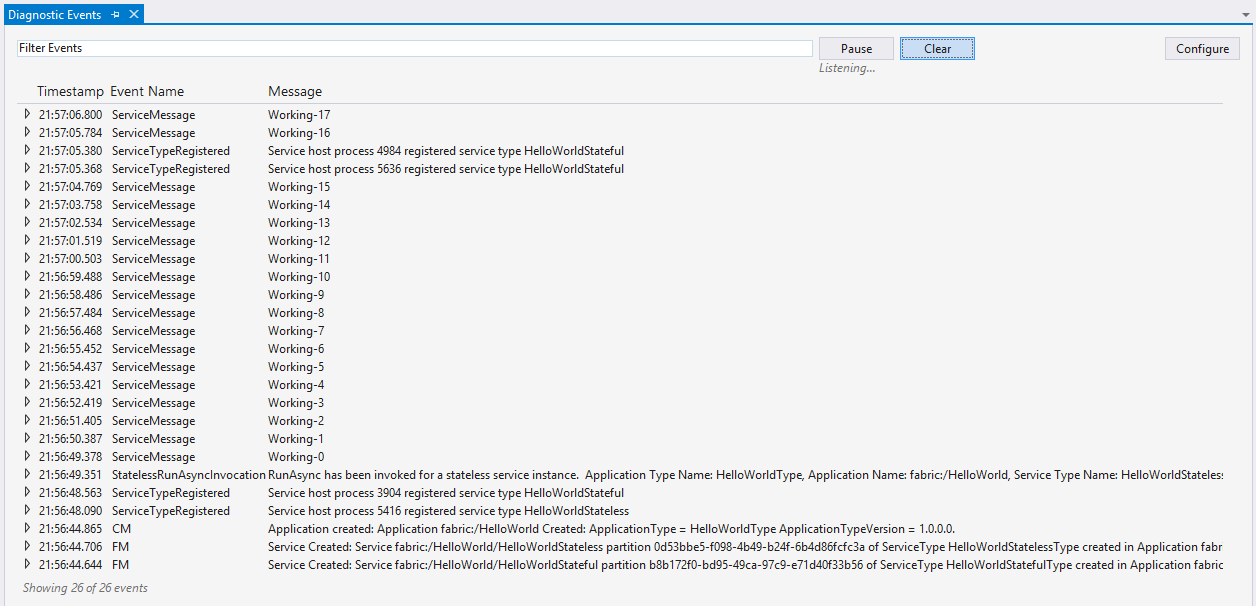 Diagnostic Events
Filter Events
Pause
Clear
Configure
Listening...
Timestamp Event Name Message
21:57:06.800 ServiceMessage Working-17
21:57:05.784 ServiceMessage Working-16
21:57:05.380 ServiceTypeRegistered Service host process 4984 registered service type HelloWorldStateful
21:57:05.368 ServiceTypeRegistered Service host process 5636 registered service type HelloWorldStateful
21:57:04.769 ServiceMessage Working-15
21:57:03.758 ServiceMessage Working-14
21:57:02.534 ServiceMessage Working-13
21:57:01.519 ServiceMessage Working-12
21:57:00.503 ServiceMessage Working-11
21:56:59.488 ServiceMessage Working-10
21:56:58.486 ServiceMessage Working-9
21:56:57.484 ServiceMessage Working-8
21:56:56.468 ServiceMessage Working-7
21:56:55.452 ServiceMessage Working-6
21:56:54.437 ServiceMessage Working-5
21:56:53.421 ServiceMessage Working-4
21:56:52.419 ServiceMessage Working-3
21:56:51.405 ServiceMessage Working-2
21:56:50.387 ServiceMessage Working-1
21:56:49.378 ServiceMessage Working-0
21:56:49.351 StatelessRunAsyncInvocation RunAsync has been invoked for a stateless service instance. Application Type Name: HelloWorldType, Application Name: fabric:/HelloWorld, Service Type Name: HelloWorldStateless
21:56:48.563 ServiceTypeRegistered Service host process 3904 registered service type HelloWorldStateful
21:56:48.090 ServiceTypeRegistered Service host process 5416 registered service type HelloWorldStateless
21:56:44.865 CM Application created: Application fabric:/HelloWorld Created: ApplicationType = HelloWorldType ApplicationTypeVersion = 1.0.0.0.
21:56:44.706 FM Service Created: Service fabric:/HelloWorld/HelloWorldStateless partition 0d53bbe5-f098-4b49-b24f-6b4d86fcfc3a of ServiceType HelloWorldStatelessType created in Application fabr
21:56:44.644 FM Service Created: Service fabric:/HelloWorld/HelloWorldStateful partition b8b172f0-bd95-49ca-97c9-e71d40f33b56 of ServiceType HelloWorldStatefulType created in Application fabric
Showing 26 of 26 events